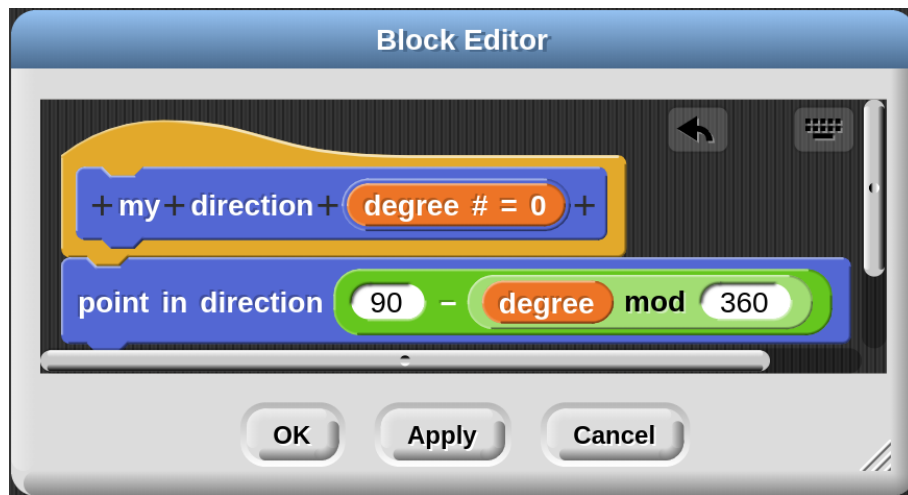 Block Editor
+ my + direction + degree # = 0 +
point in direction 90 − degree mod 360
OK Apply Cancel